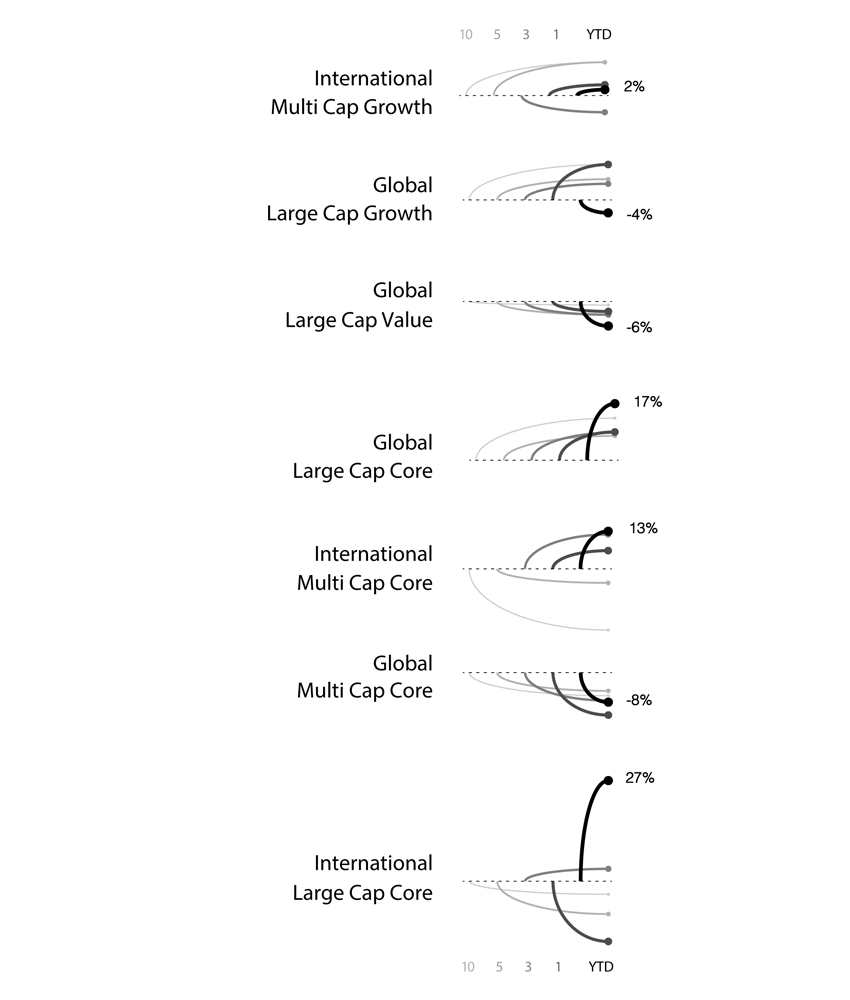 10 5 3 1 YTD
International
Multi Cap Growth
2%
Global
Large Cap Growth
-4%
Global
Large Cap Value
-6%
17%
Global
Large Cap Core
13%
International
Multi Cap Core
Global
Multi Cap Core
-8%
27%
International
Large Cap Core
10 5 3 1 YTD